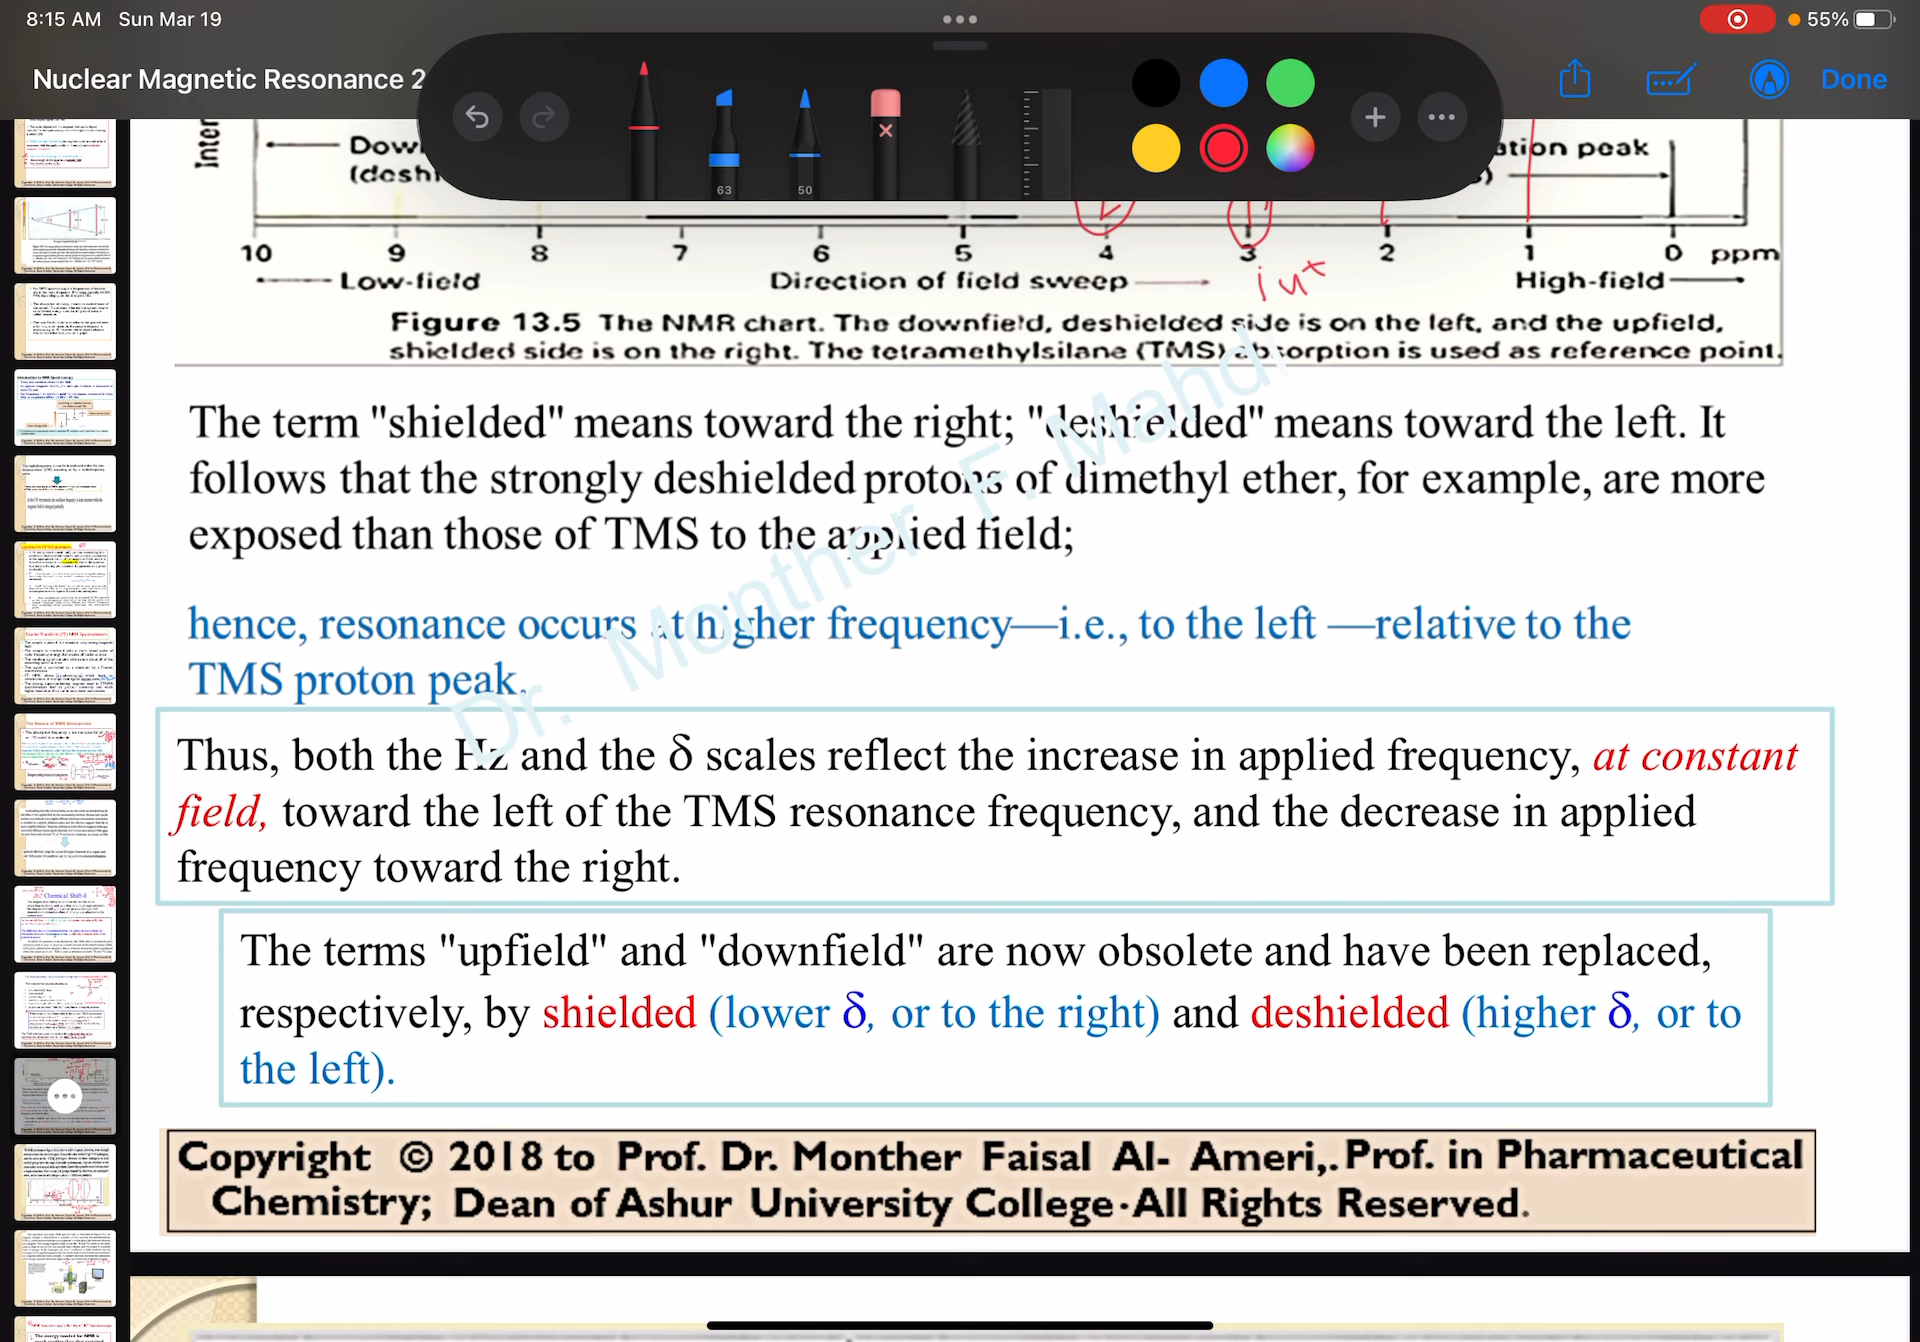 8:15 AM Sun Mar 19
55%
Nuclear Magnetic Resonance 2
Done
63
50
10 9 8 7 6 5 4 3 2 1 0 ppm
Low-field Direction of field sweep High-field
Figure 13.5 The NMR chart. The downfield, deshielded side is on the left, and the upfield,
shielded side is on the right. The tetramethylsilane (TMS) absorption is used as reference point.
The term "shielded" means toward the right; "deshielded" means toward the left. It
follows that the strongly deshielded protons of dimethyl ether, for example, are more
exposed than those of TMS to the applied field;
hence, resonance occurs at higher frequency—i.e., to the left —relative to the
TMS proton peak.
Thus, both the Hz and the δ scales reflect the increase in applied frequency, at constant
field, toward the left of the TMS resonance frequency, and the decrease in applied
frequency toward the right.
The terms "upfield" and "downfield" are now obsolete and have been replaced,
respectively, by shielded (lower δ, or to the right) and deshielded (higher δ, or to
the left).
Dr. Monther F. Mahdi
Copyright © 2018 to Prof. Dr. Monther Faisal Al- Ameri,. Prof. in Pharmaceutical
Chemistry; Dean of Ashur University College-All Rights Reserved.